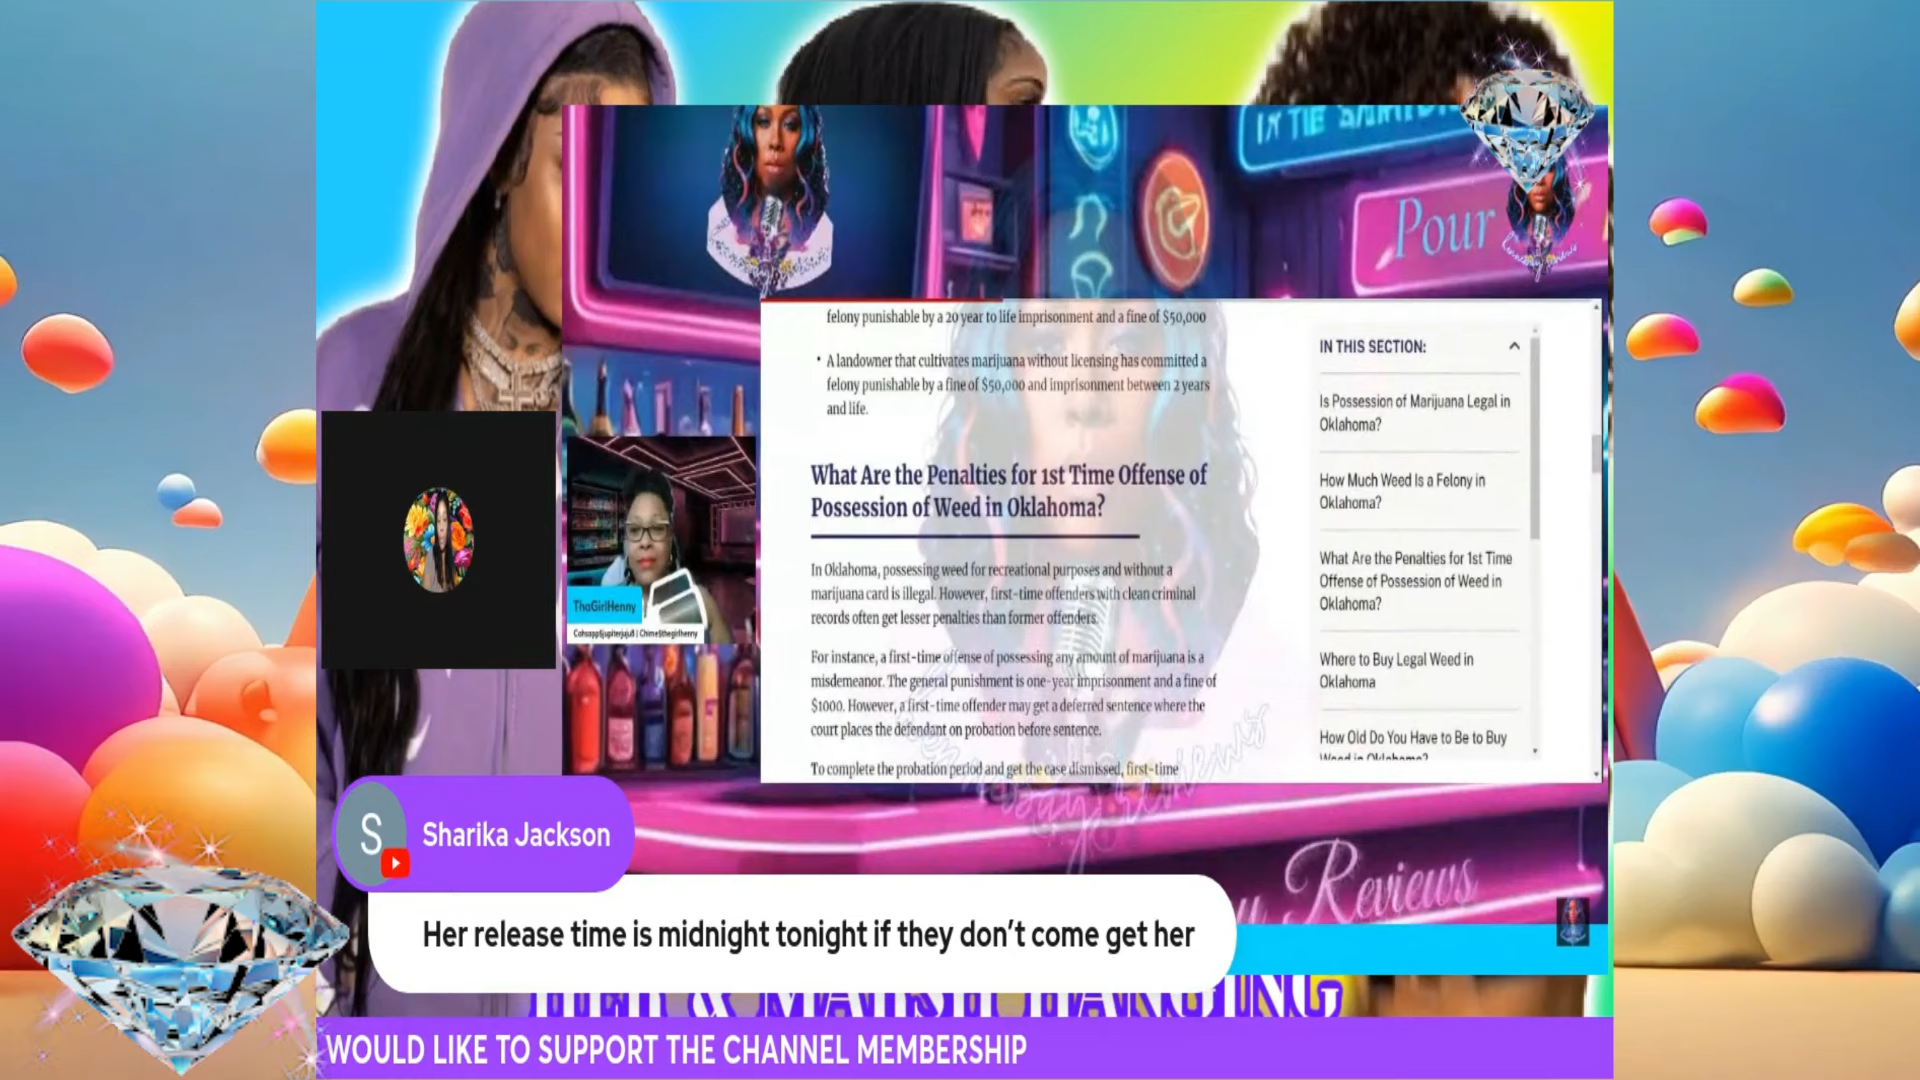 IN THE
Pour
felony punishable by a 20 year to life imprisonment and a fine of $50,000
• A landowner that cultivates marijuana without licensing has committed a
felony punishable by a fine of $50,000 and imprisonment between 2 years
and life.
What Are the Penalties for 1st Time Offense of
Possession of Weed in Oklahoma?
In Oklahoma, possessing weed for recreational purposes and without a
marijuana card is illegal. However, first-time offenders with clean criminal
records often get lesser penalties than former offenders.
For instance, a first-time offense of possessing any amount of marijuana is a
misdemeanor. The general punishment is one-year imprisonment and a fine of
$1000. However, a first-time offender may get a deferred sentence where the
court places the defendant on probation before sentence.
To complete the probation period and get the case dismissed, first-time
IN THIS SECTION:
Is Possession of Marijuana Legal in
Oklahoma?
How Much Weed Is a Felony in
Oklahoma?
What Are the Penalties for 1st Time
Offense of Possession of Weed in
Oklahoma?
Where to Buy Legal Weed in
Oklahoma
How Old Do You Have to Be to Buy
Weed in Oklahoma?
ThaGirlHenny
Reviews
S
Sharika Jackson
Her release time is midnight tonight if they don't come get her
WOULD LIKE TO SUPPORT THE CHANNEL MEMBERSHIP